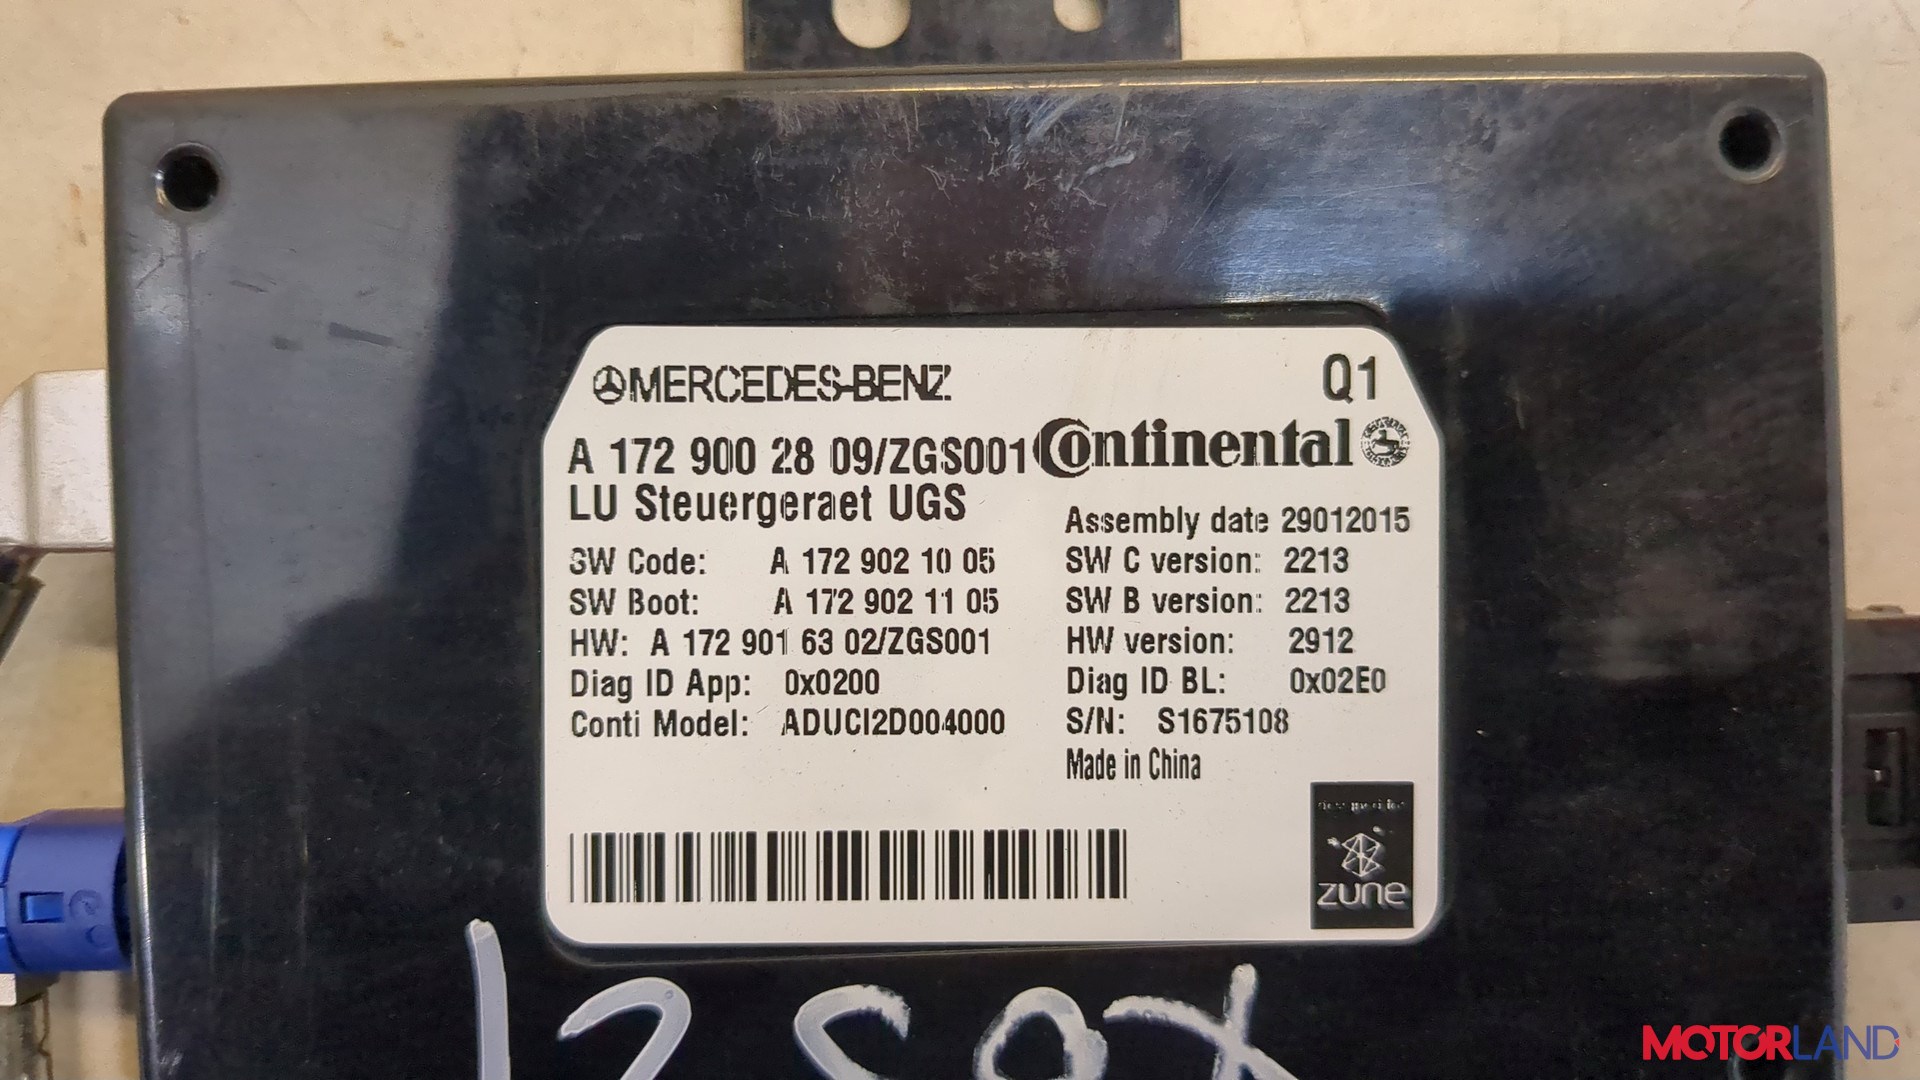 MERCEDES-BENZ
Q1
A 172 900 28 09/ZGS001
Continental
LU Steuergeraet UGS
Assembly date 29012015
SW Code: A 172 902 10 05
SW C version: 2213
SW Boot: A 172 902 11 05
SW B version: 2213
HW: A 172 901 63 02/ZGS001
HW version: 2912
Diag ID App: 0x0200
Diag ID BL: 0x02E0
Conti Model: ADUCI2D004000
S/N: S1675108
Made in China
zune
MOTORLAND